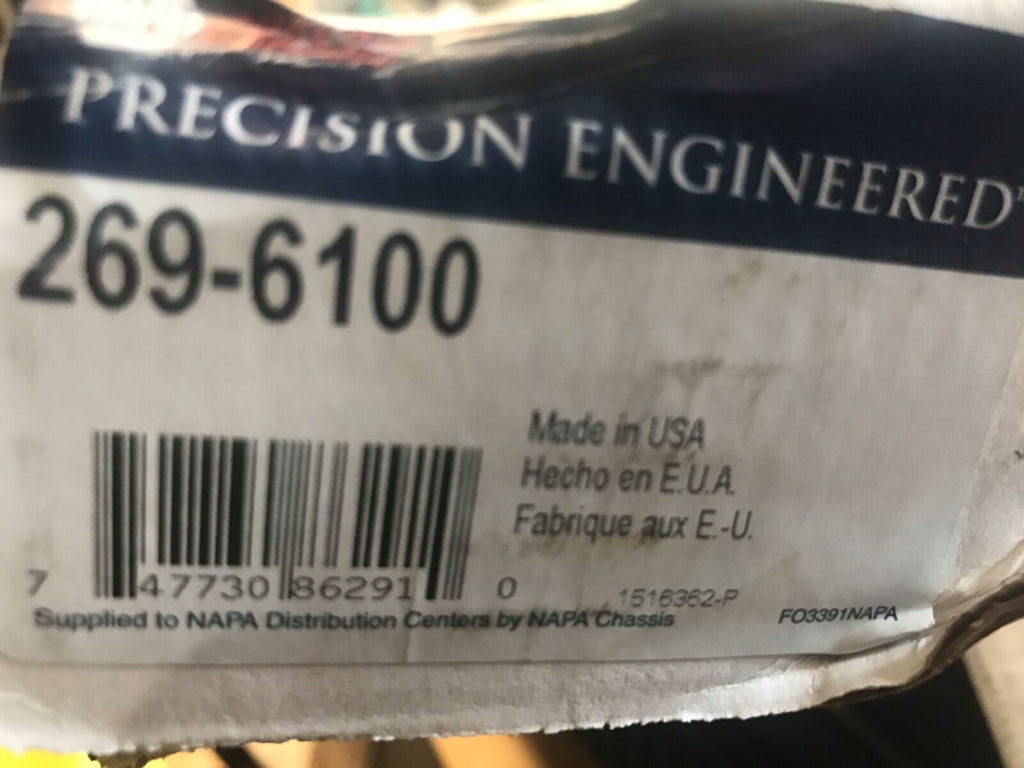 PRECISION ENGINEERED
269-6100
Made in USA
Hecho en E.U.A.
Fabrique aux E.-U.
7 47730 86291 0
1516362-P
Supplied to NAPA Distribution Centers by NAPA Chassis
FO3391NAPA